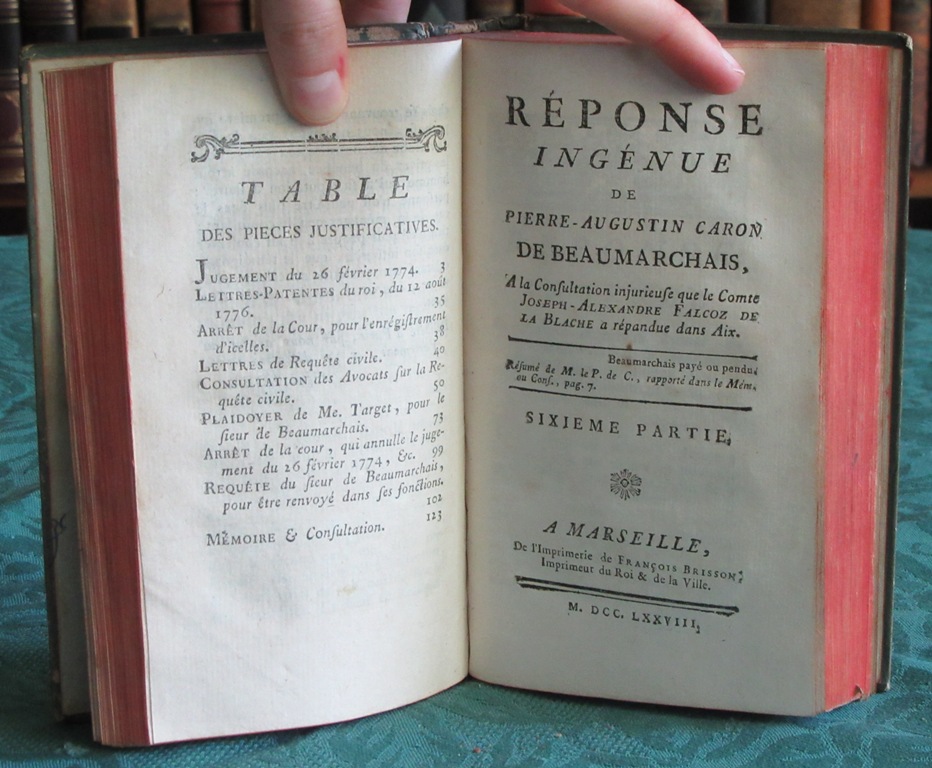 TABLE
DES PIECES JUSTIFICATIVES.
JUGEMENT du 26 février 1774. 3
LETTRES-PATENTES du roi, du 12 août
1776. 35
ARRÊT de la Cour, pour l'enrégiſtrement
d'icelles. 38
LETTRES de Requête civile. 40
CONSULTATION des Avocats ſur la Re-
quête civile. 50
PLAIDOYER de Me. Target, pour le
ſieur de Beaumarchais. 73
ARRÊT de la cour, qui annulle le juge-
ment du 26 février 1774, &c. 99
REQUÊTE du ſieur de Beaumarchais,
pour être renvoyé dans ſes fonctions.
102
MÉMOIRE & Conſultation. 123
RÉPONSE
INGÉNUE
DE
PIERRE-AUGUSTIN CARON
DE BEAUMARCHAIS,
A la Conſultation injurieuſe que le Comte
JOSEPH-ALEXANDRE FALCOZ DE
LA BLACHE a répandue dans Aix.
Beaumarchais payé ou pendu.
Réſumé de M. le P. de C., rapporté dans le Mém.
ou Conſ., pag. 7.
SIXIEME PARTIE,
A MARSEILLE,
De l'Imprimerie de FRANÇOIS BRISSON,
Imprimeur du Roi & de la Ville.
M. DCC. LXXVIII,